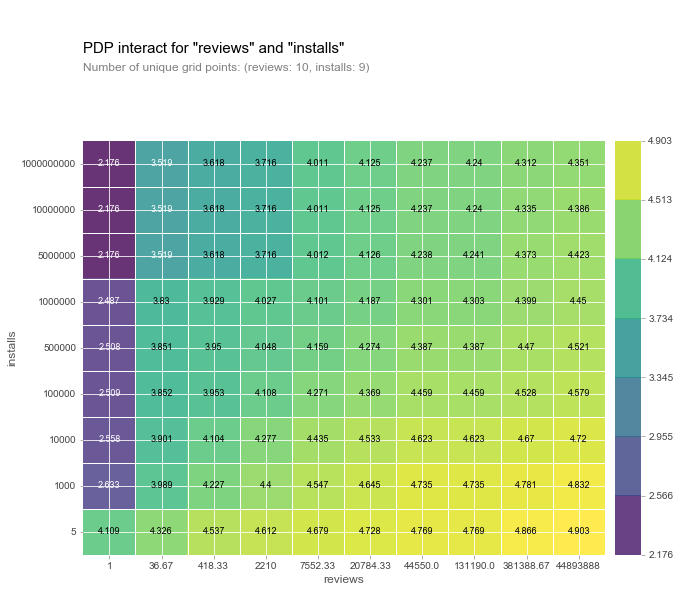 PDP interact for "reviews" and "installs"
Number of unique grid points: (reviews: 10, installs: 9)
1000000000 2.176 3.519 3.618 3.716 4.011 4.125 4.237 4.24 4.312 4.351
10000000 2.176 3.519 3.618 3.716 4.011 4.125 4.237 4.24 4.335 4.386
5000000 2.176 3.519 3.618 3.716 4.012 4.126 4.238 4.241 4.373 4.423
1000000 2.487 3.83 3.929 4.027 4.101 4.187 4.301 4.303 4.399 4.45
500000 2.508 3.851 3.95 4.048 4.159 4.274 4.387 4.387 4.47 4.521
100000 2.509 3.852 3.953 4.108 4.271 4.369 4.459 4.459 4.528 4.579
10000 2.558 3.901 4.104 4.277 4.435 4.533 4.623 4.623 4.67 4.72
1000 2.633 3.989 4.227 4.4 4.547 4.645 4.735 4.735 4.781 4.832
5 4.109 4.326 4.537 4.612 4.679 4.728 4.769 4.769 4.866 4.903
1 36.67 418.33 2210 7552.33 20784.33 44550.0 131190.0 381388.67 44893888
reviews
installs
4.903
4.513
4.124
3.734
3.345
2.955
2.566
2.176